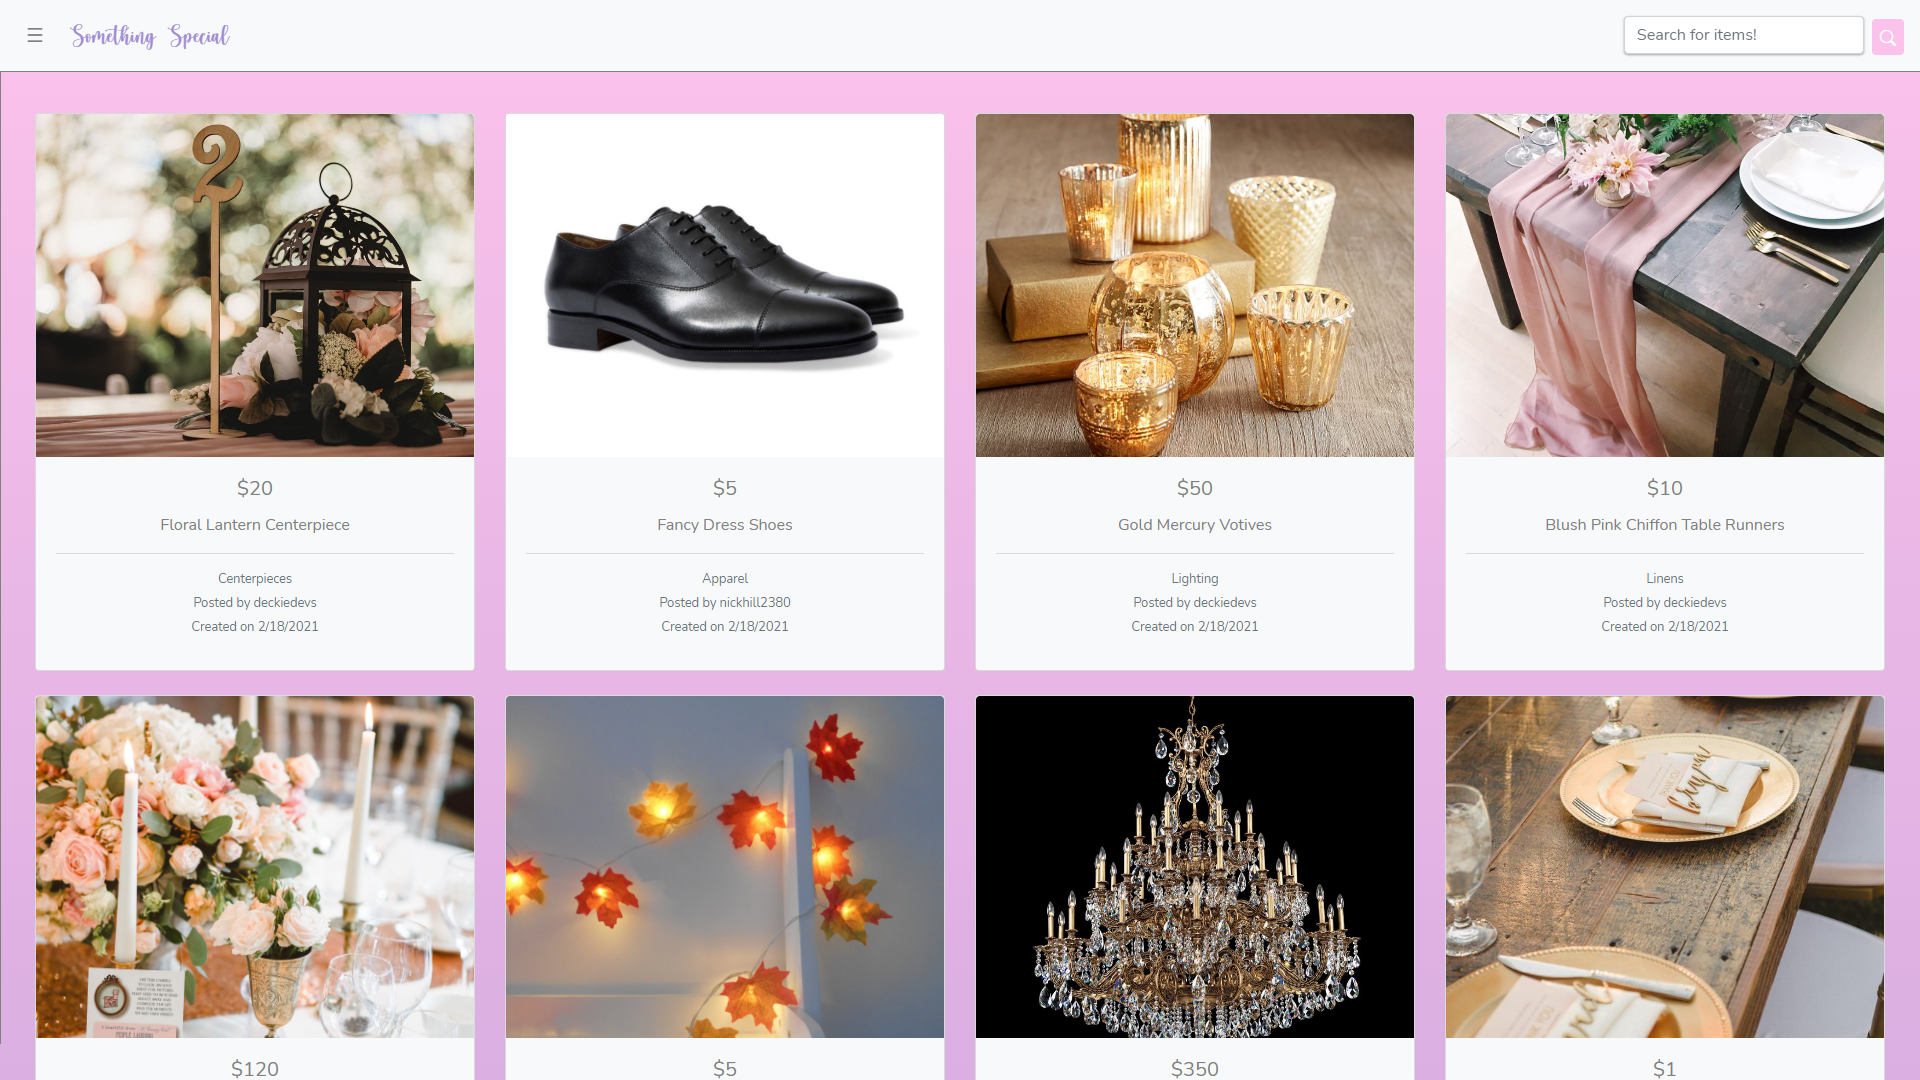 Something Special
Search for items!
2
$20
Floral Lantern Centerpiece
Centerpieces
Posted by deckiedevs
Created on 2/18/2021
$5
Fancy Dress Shoes
Apparel
Posted by nickhill2380
Created on 2/18/2021
$50
Gold Mercury Votives
Lighting
Posted by deckiedevs
Created on 2/18/2021
$10
Blush Pink Chiffon Table Runners
Linens
Posted by deckiedevs
Created on 2/18/2021
PEOPLE LAUGHING
$120
$5
$350
$1